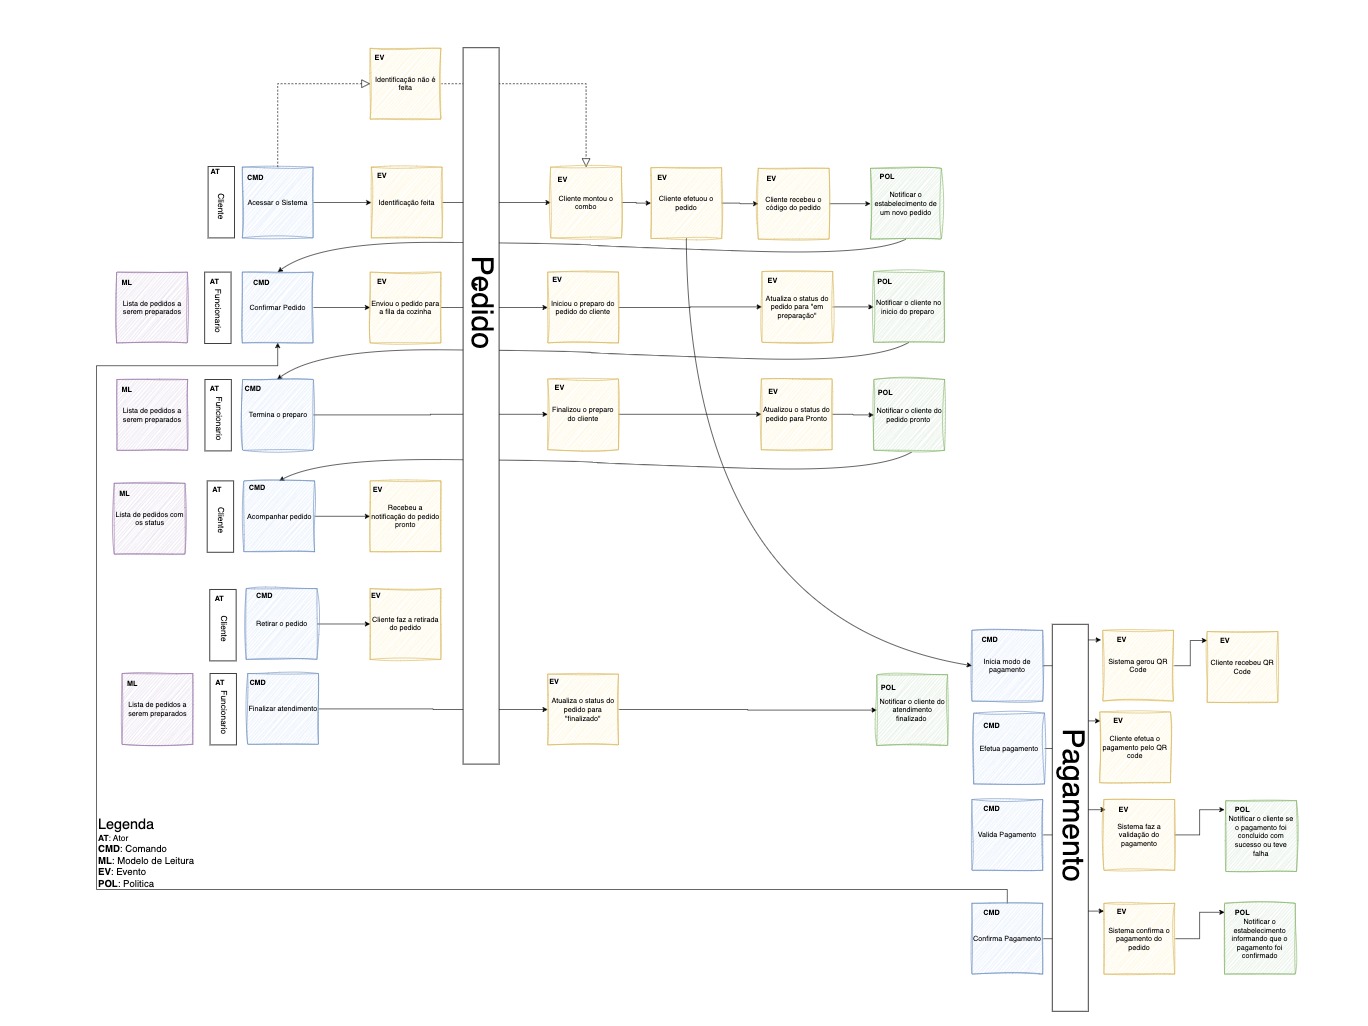 EV
Identificação não é
feita
AT
Cliente
CMD
Acessar o Sistema
EV
Identificação feita
Pedido
EV
Cliente montou o
combo
EV
Cliente efetuou o
pedido
EV
Cliente recebeu o
código do pedido
POL
Notificar o
estabelecimento de
um novo pedido
ML
Lista de pedidos a
serem preparados
AT
Funcionario
CMD
Confirmar Pedido
EV
Enviou o pedido para
a fila da cozinha
EV
Iniciou o preparo do
pedido do cliente
EV
Atualiza o status do
pedido para "em
preparação"
POL
Notificar o cliente no
inicio do preparo
ML
Lista de pedidos a
serem preparados
AT
Funcionario
CMD
Termina o preparo
EV
Finalizou o preparo
do cliente
EV
Atualizou o status do
pedido para Pronto
POL
Notificar o cliente do
pedido pronto
ML
Lista de pedidos com
os status
AT
Cliente
CMD
Acompanhar pedido
EV
Recebeu a
notificação do pedido
pronto
AT
Cliente
CMD
Retirar o pedido
EV
Cliente faz a retirada
do pedido
ML
Lista de pedidos a
serem preparados
AT
Funcionario
CMD
Finalizar atendimento
EV
Atualiza o status do
pedido para
"finalizado"
POL
Notificar o cliente do
atendimento
finalizado
CMD
Inicia modo de
pagamento
Pagamento
EV
Sistema gerou QR
Code
EV
Cliente recebeu QR
Code
CMD
Efetua pagamento
EV
Cliente efetua o
pagamento pelo QR
code
CMD
Valida Pagamento
EV
Sistema faz a
validação do
pagamento
POL
Notificar o cliente se
o pagamento foi
concluido com
sucesso ou teve
falha
CMD
Confirma Pagamento
EV
Sistema confirma o
pagamento do
pedido
POL
Notificar o
estabelecimento
informando que o
pagamento foi
confirmado
Legenda
AT: Ator
CMD: Comando
ML: Modelo de Leitura
EV: Evento
POL: Politica